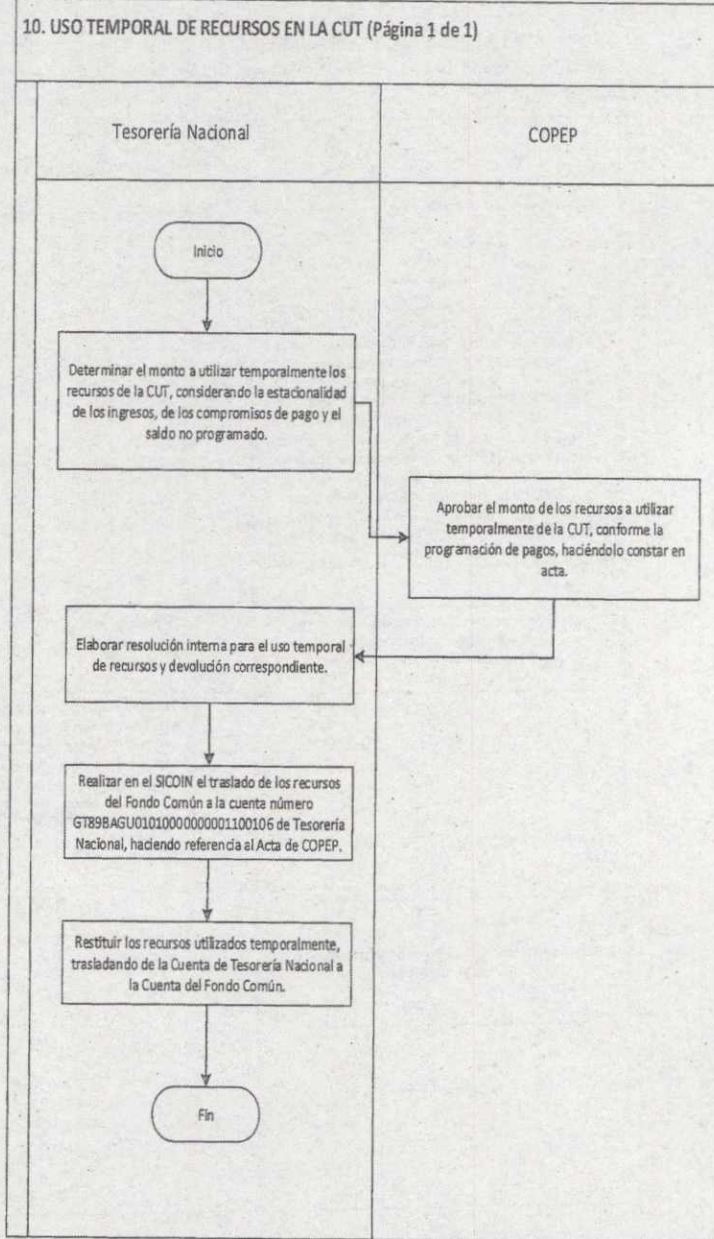 10. USO TEMPORAL DE RECURSOS EN LA CUT (Página 1 de 1)
Tesorería Nacional
COPEP
Inicio
Determinar el monto a utilizar temporalmente los
recursos de la CUT, considerando la estacionalidad
de los ingresos, de los compromisos de pago y el
saldo no programado.
Aprobar el monto de los recursos a utilizar
temporalmente de la CUT, conforme la
programación de pagos, haciéndolo constar en
acta.
Elaborar resolución interna para el uso temporal
de recursos y devolución correspondiente.
Realizar en el SICOIN el traslado de los recursos
del Fondo Común a la cuenta número
GT89BAGU01010000000001100106 de Tesorería
Nacional, haciendo referencia al Acta de COPEP.
Restituir los recursos utilizados temporalmente,
trasladando de la Cuenta de Tesorería Nacional a
la Cuenta del Fondo Común.
Fin